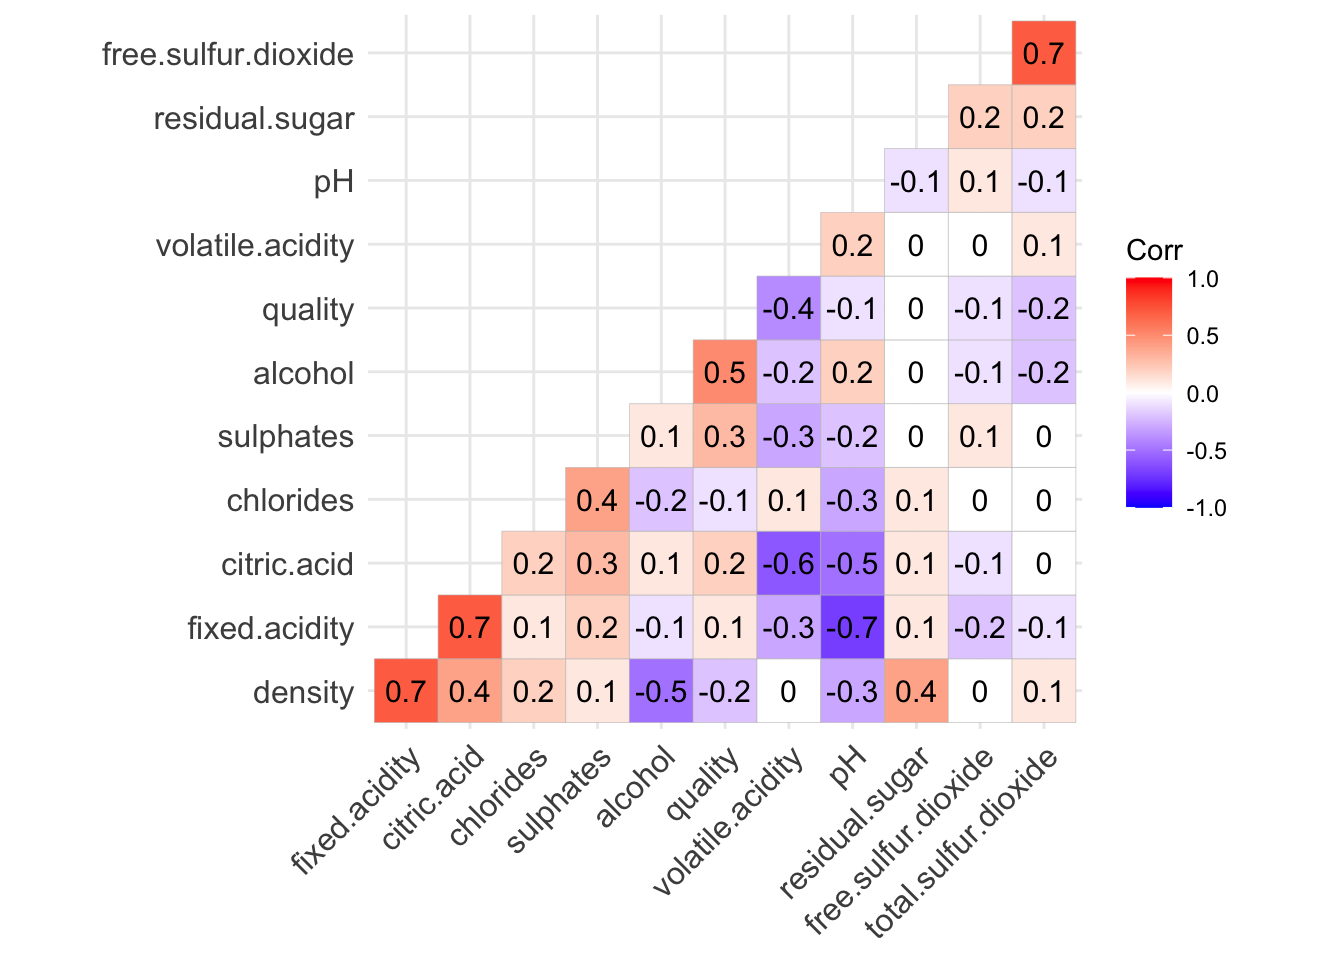 free.sulfur.dioxide 0.7
residual.sugar 0.2 0.2
pH -0.1 0.1 -0.1
volatile.acidity 0.2 0 0 0.1
quality -0.4 -0.1 0 -0.1 -0.2
alcohol 0.5 -0.2 0.2 0 -0.1 -0.2
sulphates 0.1 0.3 -0.3 -0.2 0 0.1 0
chlorides 0.4 -0.2 -0.1 0.1 -0.3 0.1 0 0
citric.acid 0.2 0.3 0.1 0.2 -0.6 -0.5 0.1 -0.1 0
fixed.acidity 0.7 0.1 0.2 -0.1 0.1 -0.3 -0.7 0.1 -0.2 -0.1
density 0.7 0.4 0.2 0.1 -0.5 -0.2 0 -0.3 0.4 0 0.1
fixed.acidity
citric.acid
chlorides
sulphates
alcohol
quality
volatile.acidity
pH
residual.sugar
free.sulfur.dioxide
total.sulfur.dioxide
Corr
1.0
0.5
0.0
-0.5
-1.0